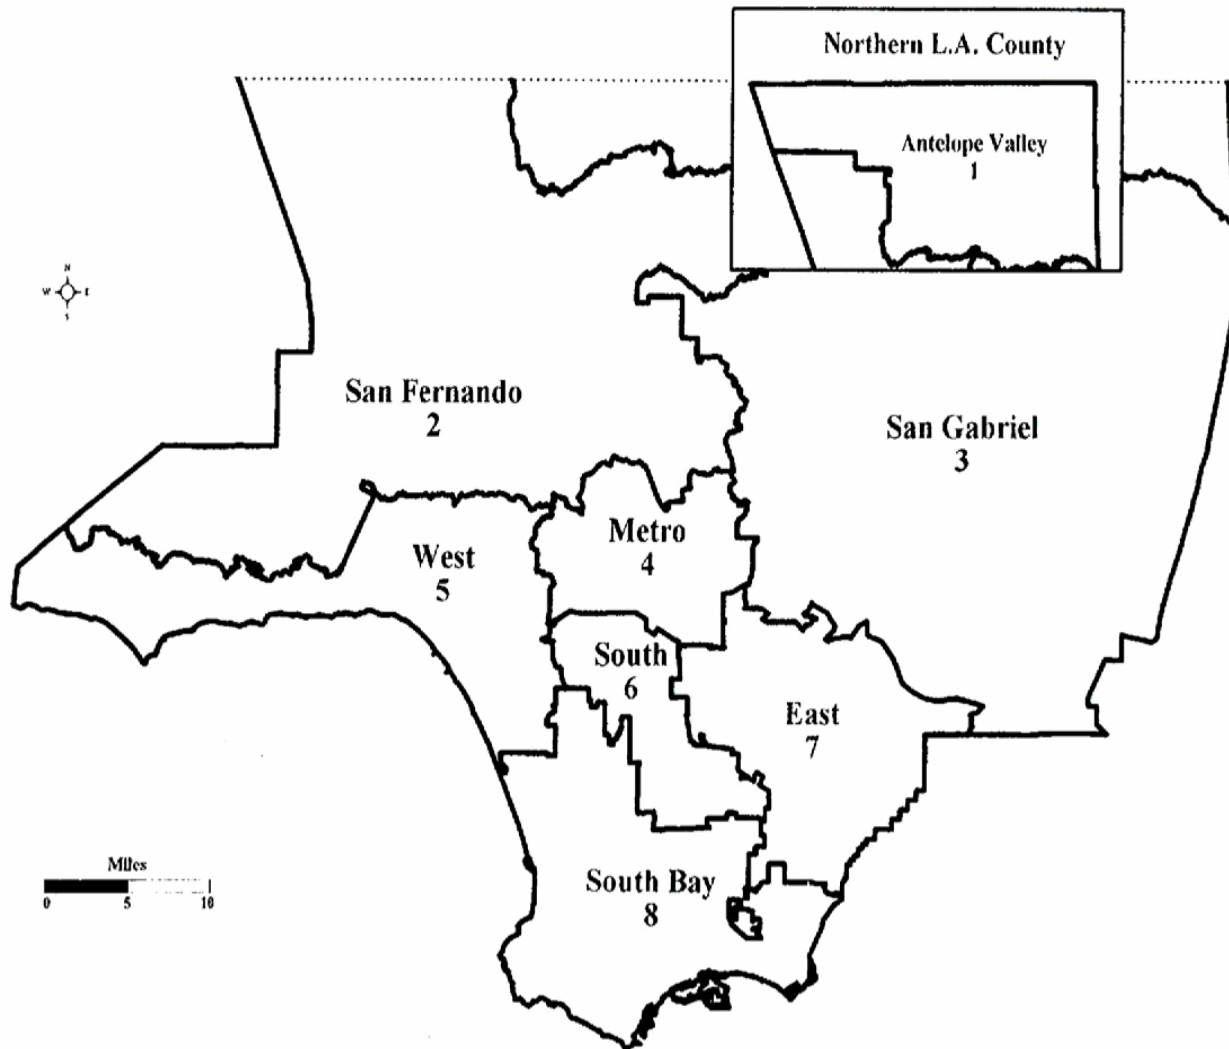 Northern L.A. County
Antelope Valley
1
N
W E
S
San Fernando
2
San Gabriel
3
Metro
4
West
5
South
6
East
7
Miles
0 5 10
South Bay
8